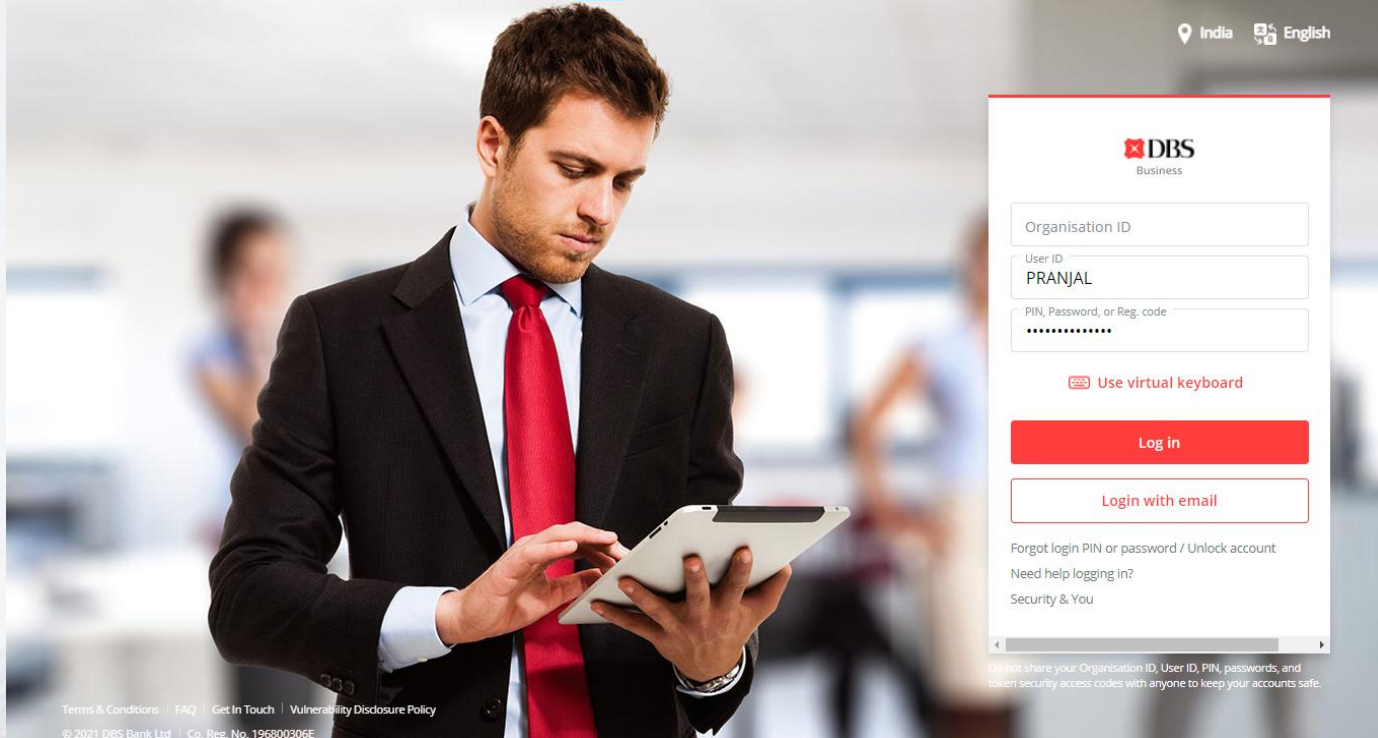 India English
DBS
Business
Organisation ID
User ID
PRANJAL
PIN, Password, or Reg. code
••••••••••••••
Use virtual keyboard
Log in
Login with email
Forgot login PIN or password / Unlock account
Need help logging in?
Security & You
Do not share your Organisation ID, User ID, PIN, passwords, and
token security access codes with anyone to keep your accounts safe.
Terms & Conditions | FAQ | Get In Touch | Vulnerability Disclosure Policy
© 2021 DBS Bank Ltd | Co. Reg. No. 196800306E